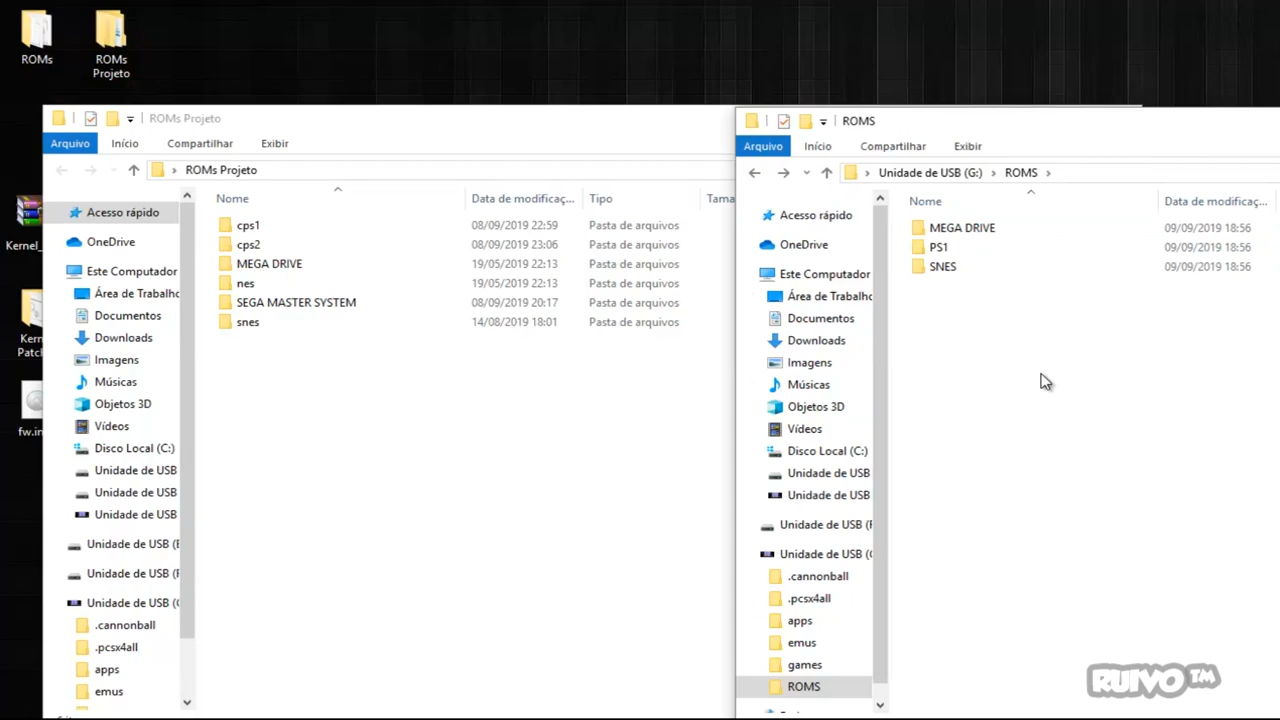 ROMs
ROMs
Projeto
Kernel_
Kern
Patch
fw.in
ROMs Projeto
Arquivo
Início
Compartilhar
Exibir
ROMs Projeto
Nome
Data de modificaç...
Tipo
Tama
Acesso rápido
OneDrive
Este Computador
Área de Trabalho
Documentos
Downloads
Imagens
Músicas
Objetos 3D
Vídeos
Disco Local (C:)
Unidade de USB
Unidade de USB
Unidade de USB
Unidade de USB (E
Unidade de USB (F
Unidade de USB (G
.cannonball
.pcsx4all
apps
emus
cps1 08/09/2019 22:59 Pasta de arquivos
cps2 08/09/2019 23:06 Pasta de arquivos
MEGA DRIVE 19/05/2019 22:13 Pasta de arquivos
nes 19/05/2019 22:13 Pasta de arquivos
SEGA MASTER SYSTEM 08/09/2019 20:17 Pasta de arquivos
snes 14/08/2019 18:01 Pasta de arquivos
ROMS
Arquivo
Início
Compartilhar
Exibir
Unidade de USB (G:) ROMS
Nome
Data de modificaç...
Acesso rápido
OneDrive
Este Computador
Área de Trabalho
Documentos
Downloads
Imagens
Músicas
Objetos 3D
Vídeos
Disco Local (C:)
Unidade de USB
Unidade de USB
Unidade de USB (F
Unidade de USB (G
.cannonball
.pcsx4all
apps
emus
games
ROMS
MEGA DRIVE 09/09/2019 18:56
PS1 09/09/2019 18:56
SNES 09/09/2019 18:56
RUIVO™